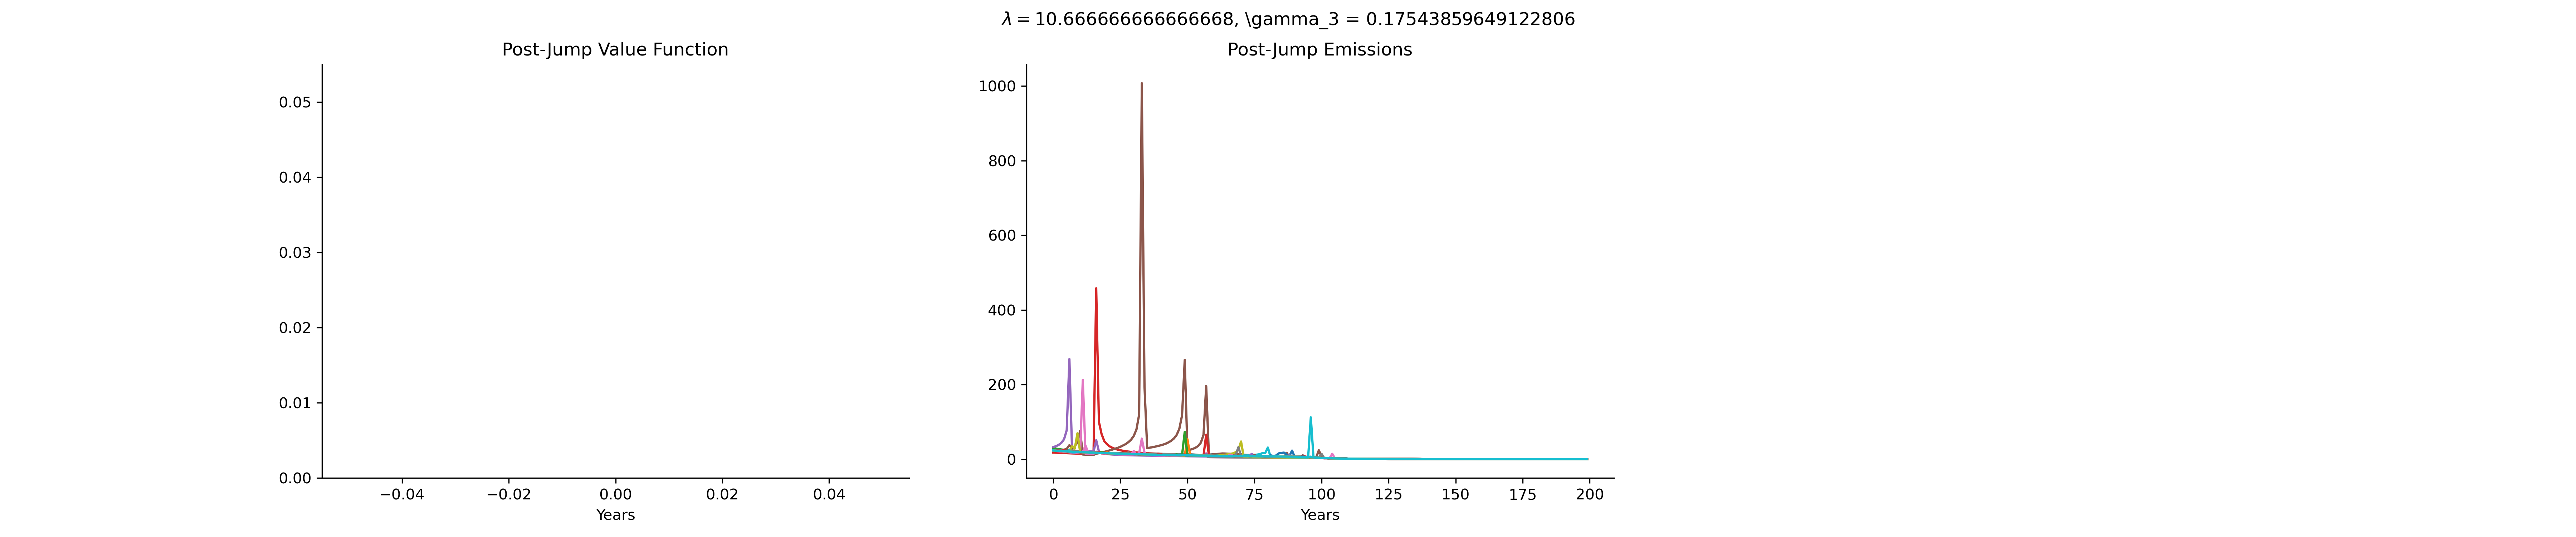 λ = 10.666666666666668, \gamma_3 = 0.17543859649122806
Post-Jump Value Function
0.05
0.04
0.03
0.02
0.01
0.00
−0.04 −0.02 0.00 0.02 0.04
Years
Post-Jump Emissions
1000
800
600
400
200
0
0 25 50 75 100 125 150 175 200
Years